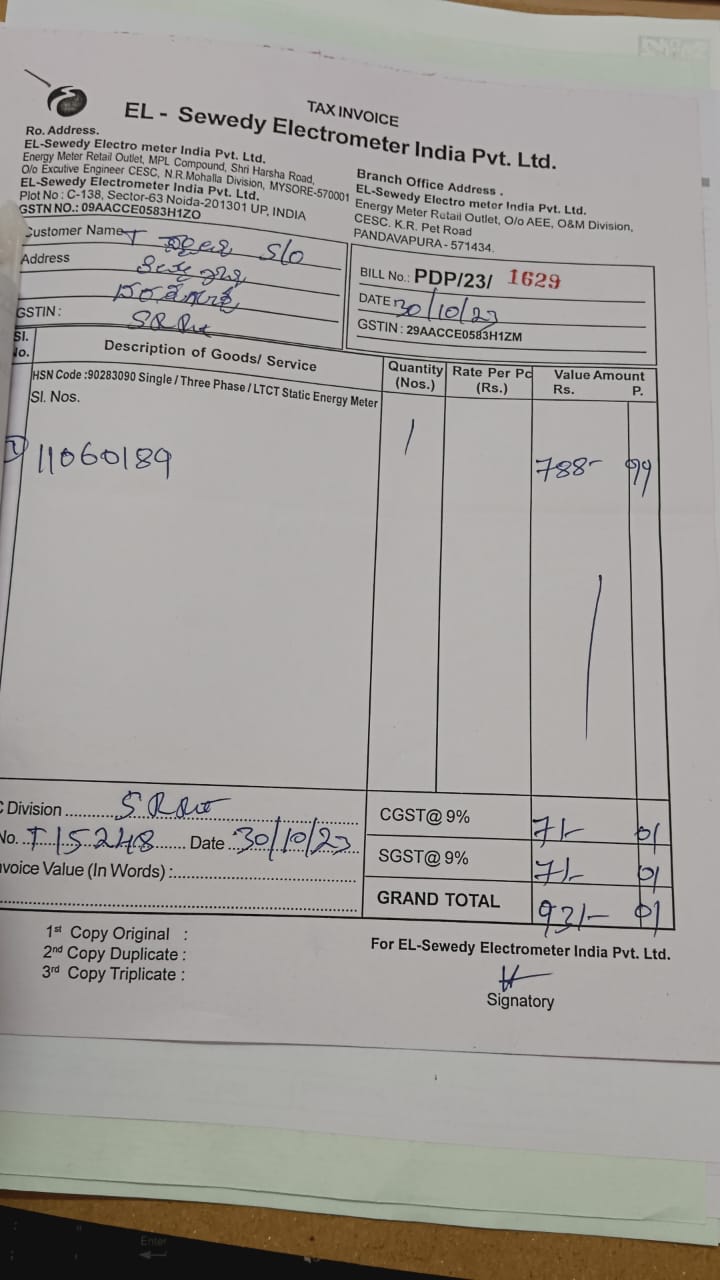 TAX INVOICE
EL - Sewedy Electrometer India Pvt. Ltd.
Ro. Address.
EL-Sewedy Electro meter India Pvt. Ltd.
Energy Meter Retail Outlet, MPL Compound, Shri Harsha Road,
O/o Excutive Engineer CESC, N.R.Mohalla Division, MYSORE-570001
EL-Sewedy Electrometer India Pvt. Ltd.
Plot No : C-138, Sector-63 Noida-201301 UP, INDIA
GSTN NO.: 09AACCE0583H1ZO
Branch Office Address .
EL-Sewedy Electro meter India Pvt. Ltd.
Energy Meter Retail Outlet, O/o AEE, O&M Division,
CESC. K.R. Pet Road
PANDAVAPURA - 571434.
Customer Name S/o
Address
GSTIN :
BILL No.: PDP/23/ 1629
DATE 30/10/23
GSTIN : 29AACCE0583H1ZM
Sl. No. Description of Goods/ Service Quantity (Nos.) Rate Per Pc (Rs.) Value Amount Rs. P.
HSN Code :90283090 Single / Three Phase / LTCT Static Energy Meter
Sl. Nos.
1) 11060189 1 788- 99
Division
No. T15248 Date 30/10/23
voice Value (In Words) :
CGST@ 9% 71- 01
SGST@ 9% 71- 01
GRAND TOTAL 931- 01
1st Copy Original :
2nd Copy Duplicate :
3rd Copy Triplicate :
For EL-Sewedy Electrometer India Pvt. Ltd.
Signatory
Enter